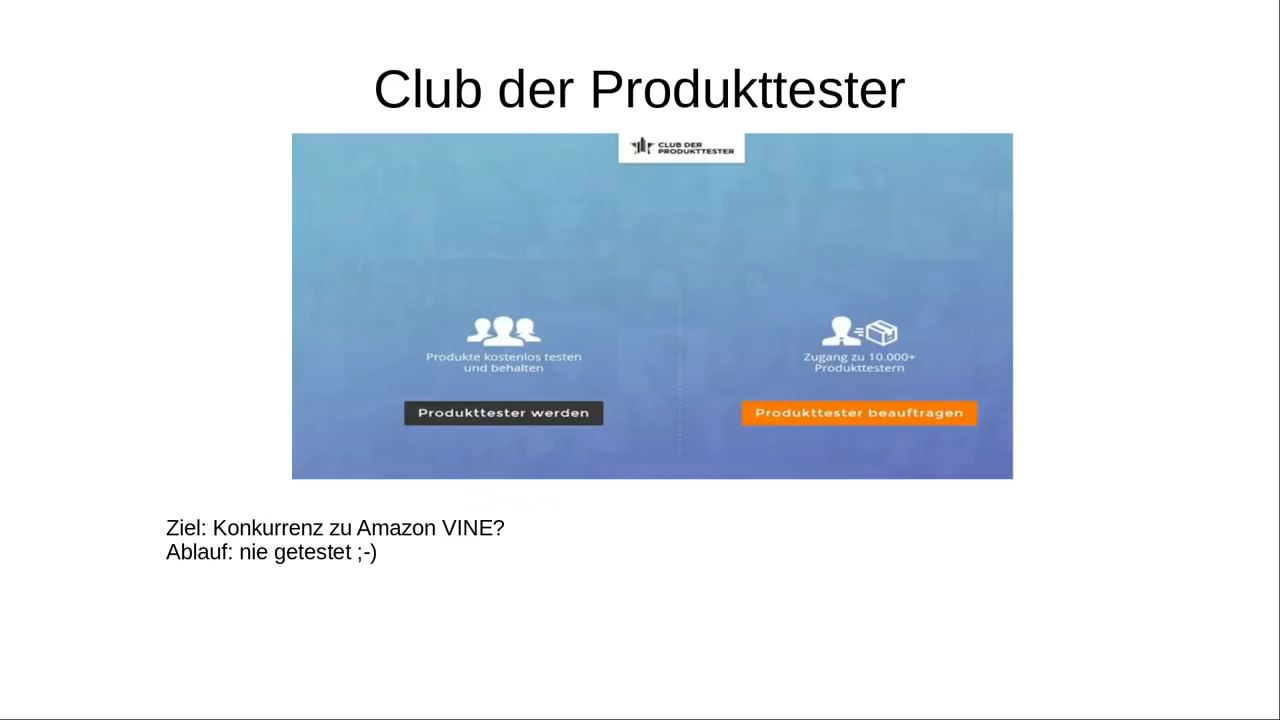 Club der Produkttester
CLUB DER
PRODUKTTESTER
Produkte kostenlos testen
und behalten
Produkttester werden
Zugang zu 10.000+
Produkttestern
Produkttester beauftragen
Ziel: Konkurrenz zu Amazon VINE?
Ablauf: nie getestet ;-)